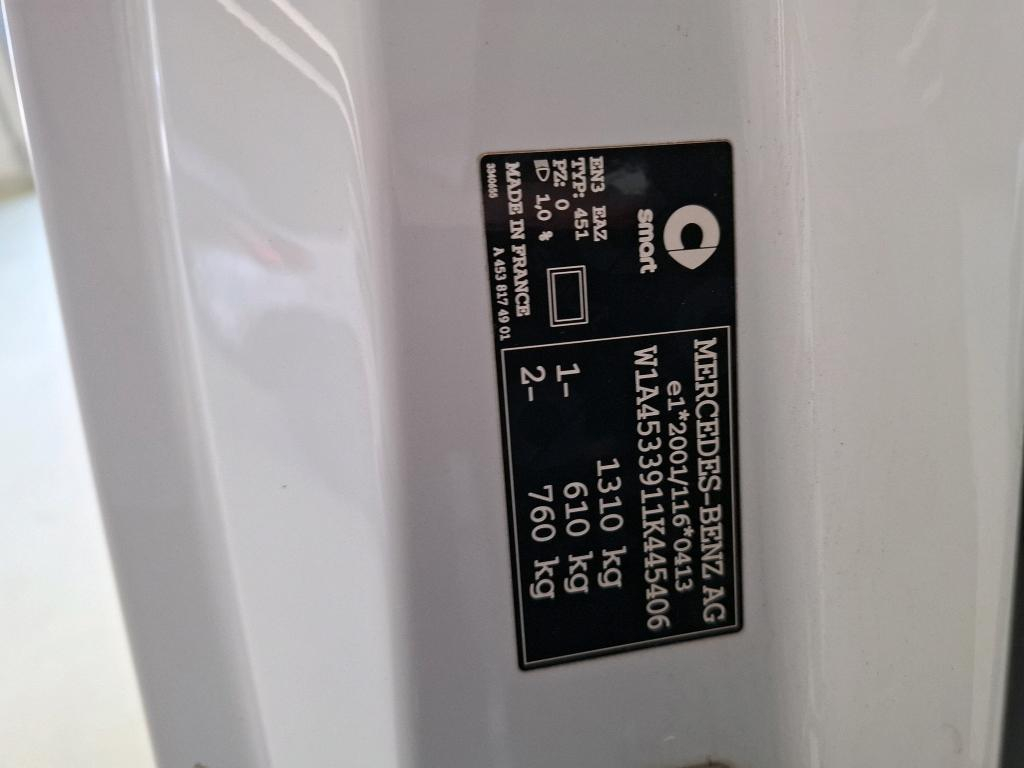 smart
EN3 EAZ
TYP: 451
PZ: 0
1,0 %
MADE IN FRANCE
3340455
A 453 817 49 01
MERCEDES-BENZ AG
e1*2001/116*0413
W1A4533911K445406
1310 kg
1- 610 kg
2- 760 kg